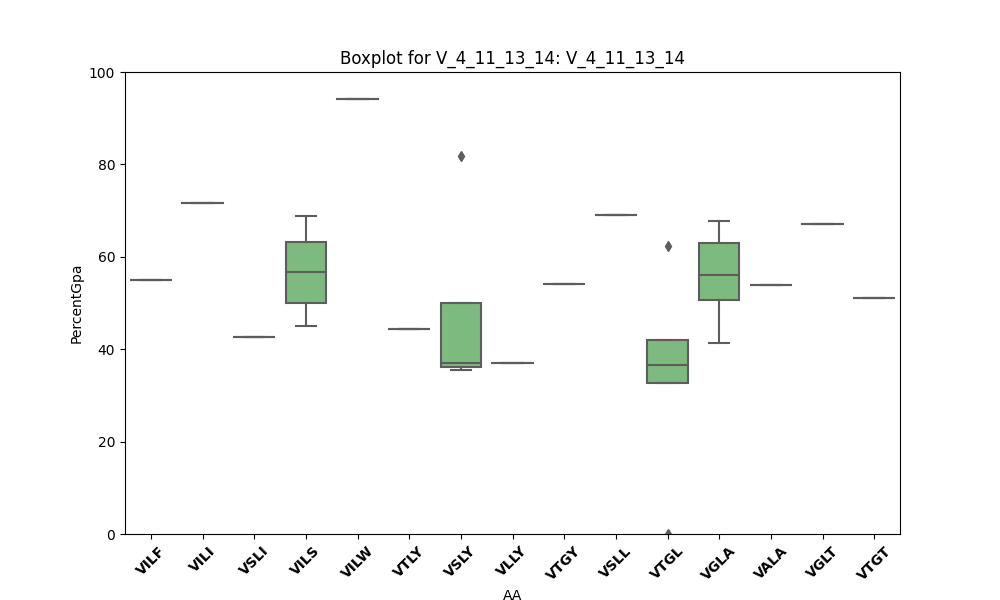 Boxplot for V_4_11_13_14: V_4_11_13_14
PercentGpa
100
80
60
40
20
0
VILF VILI VSLI VILS VILW VTLY VSLY VLLY VTGY VSLL VTGL VGLA VALA VGLT VTGT
AA